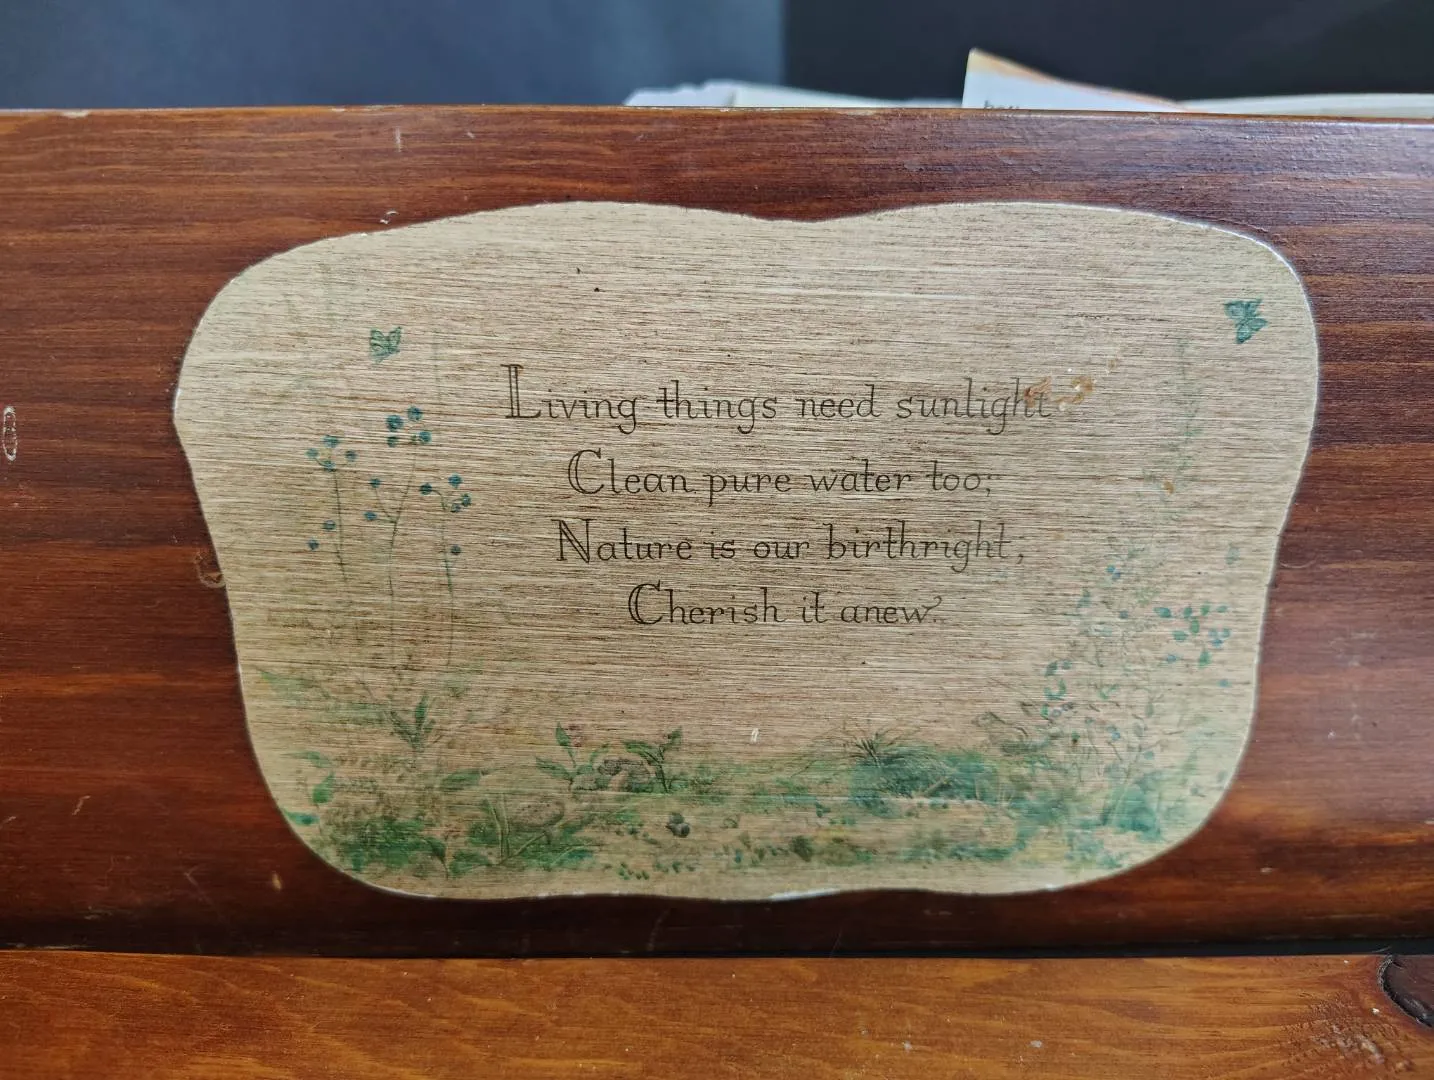 Living things need sunlight
Clean pure water too;
Nature is our birthright,
Cherish it anew.